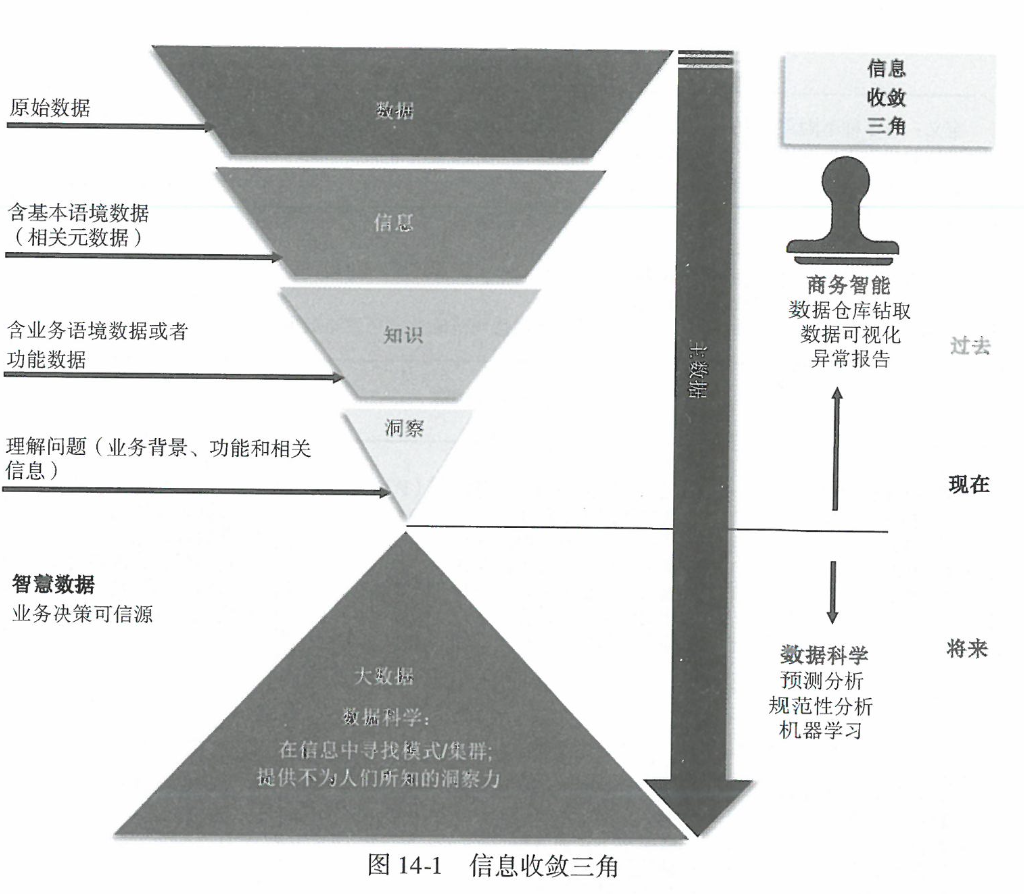 信息
收敛
三角
数据
原始数据
信息
含基本语境数据
（相关元数据）
知识
含业务语境数据或者
功能数据
洞察
理解问题（业务背景、功能和相关
信息）
主数据
商务智能
数据仓库钻取
数据可视化
异常报告
过去
现在
将来
智慧数据
业务决策可信源
大数据
数据科学：
在信息中寻找模式/集群;
提供不为人们所知的洞察力
数据科学
预测分析
规范性分析
机器学习
图 14-1 信息收敛三角